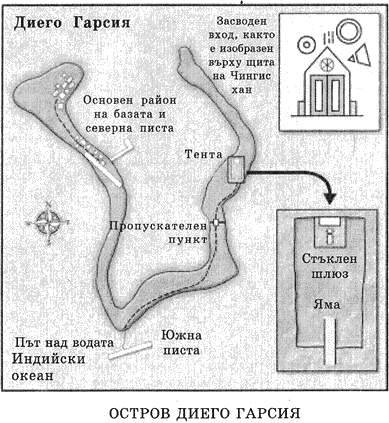 Диего Гарсия
Засводен
вход, както
е изобразен
върху щита
на Чингис
хан
Основен район
на базата и
северна писта
Тента
Пропускателен
пункт
Стъклен
шлюз
Яма
Южна
писта
Път над водата
Индийски
океан
ОСТРОВ ДИЕГО ГАРСИЯ